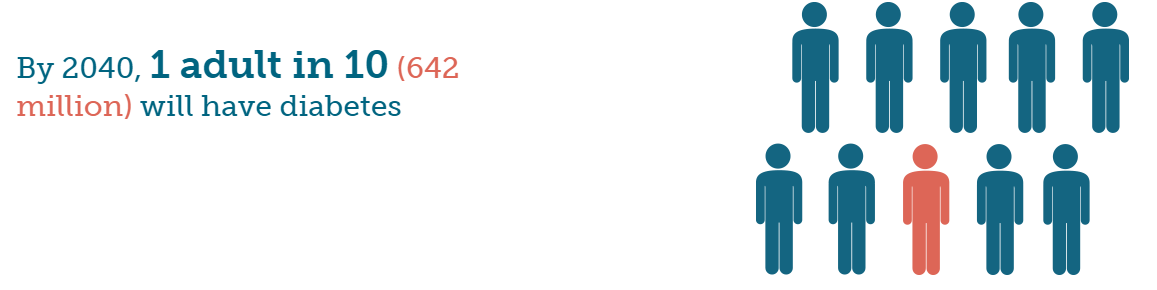 By 2040, 1 adult in 10 (642
million) will have diabetes